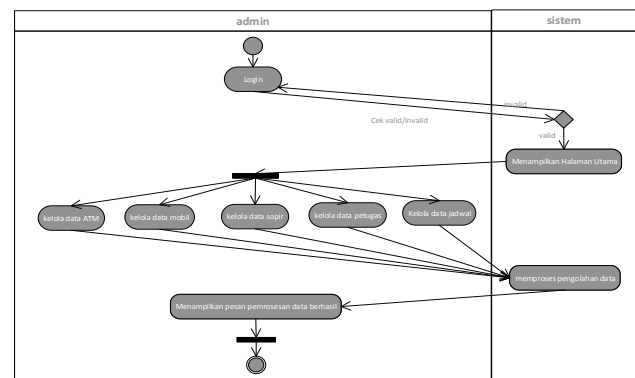 admin
sistem
Login
invalid
Cek valid/invalid
valid
Menampilkan Halaman Utama
kelola data ATM
kelola data mobil
kelola data sopir
kelola data petugas
Kelola data jadwal
memproses pengolahan data
Menampilkan pesan pemrosesan data berhasil